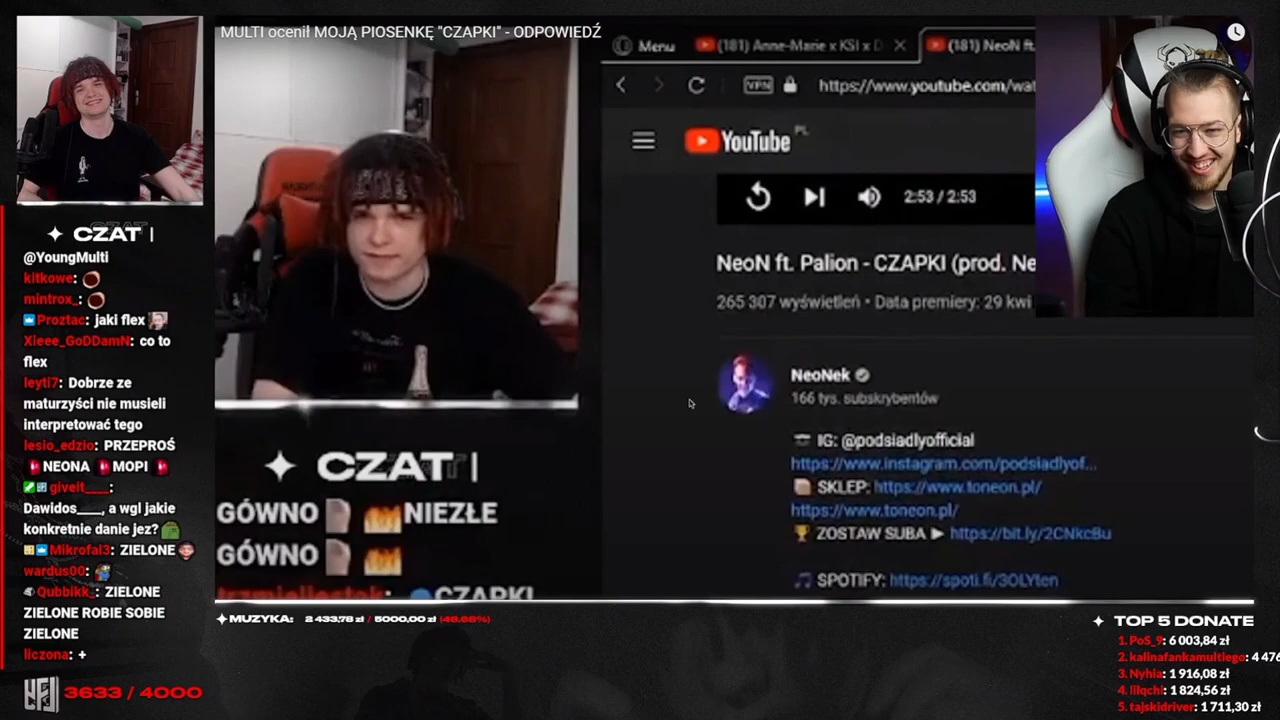 MULTI ocenił MOJĄ PIOSENKĘ "CZAPKI" - ODPOWIEDŹ
Menu
(181) Anne-Marie x KSI x D
(181) NeoN ft.
VPN
https://www.youtube.com/wat
YouTube PL
2:53 / 2:53
NeoN ft. Palion - CZAPKI (prod. Ne
265 307 wyświetleń • Data premiery: 29 kwi
NeoNek
166 tys. subskrybentów
IG: @podsiadlyofficial
https://www.instagram.com/podsiadlyof...
SKLEP: https://www.toneon.pl/
https://www.toneon.pl/
ZOSTAW SUBA ▶ https://bit.ly/2CNkcBu
SPOTIFY: https://spoti.fi/3OLYten
CZAT |
GÓWNO NIEZŁE
GÓWNO
CZAPKI
CZAT |
@YoungMulti
kitkowe:
mintrox_:
Proztac: jaki flex
Xleee_GoDDamN: co to
flex
leyti7: Dobrze ze
maturzyści nie musieli
interpretować tego
lesio_edzio: PRZEPROŚ
NEONA MOPI
giveit____:
Dawidos____, a wgl jakie
konkretnie danie jez?
Mikrofal3: ZIELONE
wardus00:
Qubbikk_: ZIELONE
ZIELONE ROBIE SOBIE
ZIELONE
liczona: +
3633 / 4000
MUZYKA: 2 433,78 zł / 5000,00 zł (48.68%)
TOP 5 DONATE
1. PoS_9: 6 003,84 zł
2. kalinafankamultiego: 4 476
3. Nyhia: 1 916,08 zł
4. lilqchi: 1 824,56 zł
5. tajskidriver: 1 711,30 zł